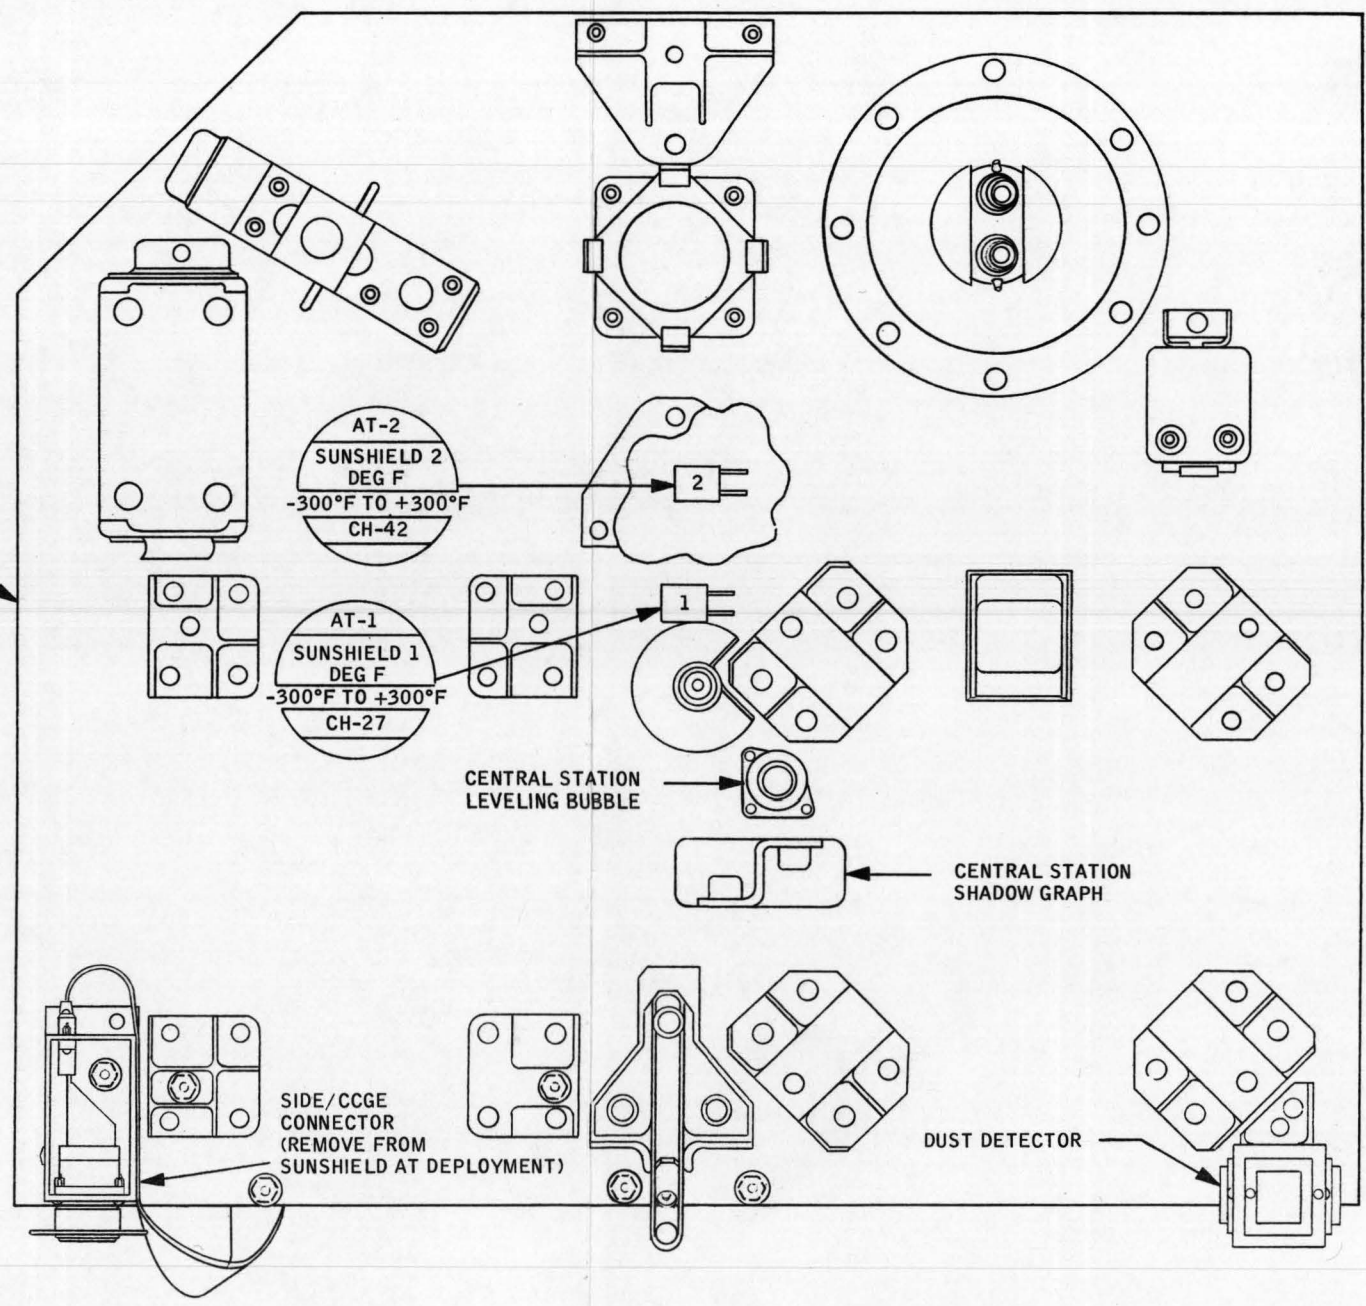 AT-2
SUNSHIELD 2
DEG F
-300°F TO +300°F
CH-42
2
AT-1
SUNSHIELD 1
DEG F
-300°F TO +300°F
CH-27
1
CENTRAL STATION
LEVELING BUBBLE
CENTRAL STATION
SHADOW GRAPH
SIDE/CCGE
CONNECTOR
(REMOVE FROM
SUNSHIELD AT DEPLOYMENT)
DUST DETECTOR